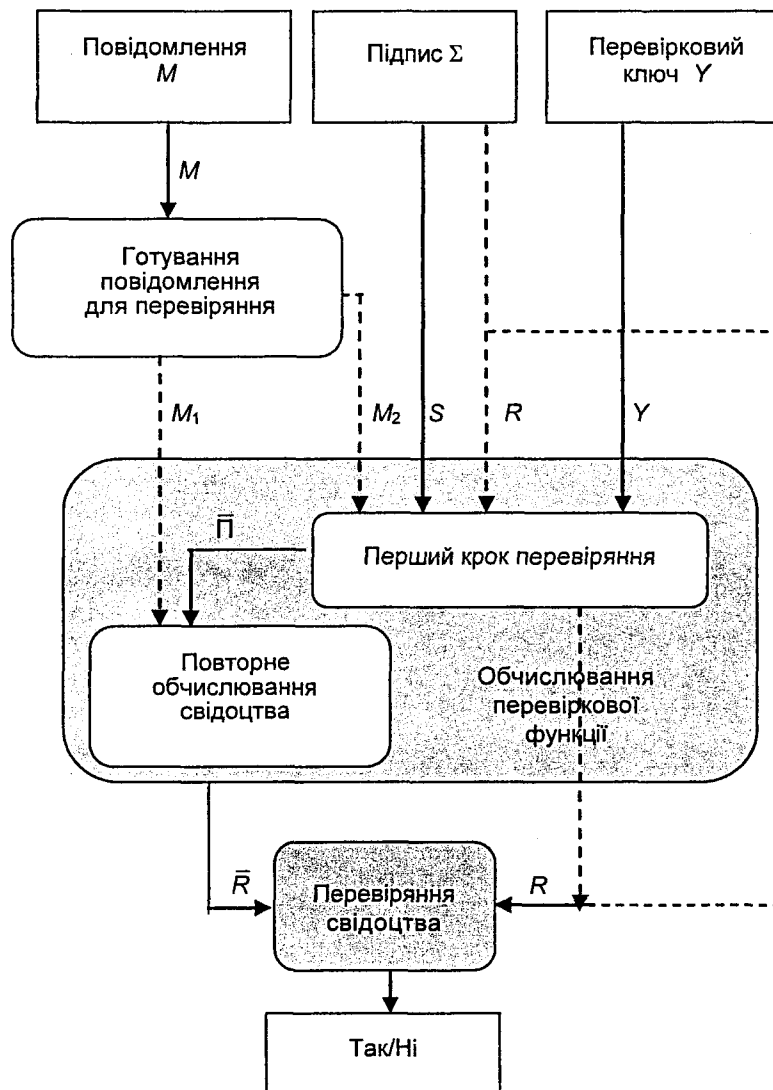 Повідомлення
M
Підпис Σ
Перевірковий
ключ Y
M
Готування
повідомлення
для перевіряння
M₁
M₂
S
R
Y
П̅
Перший крок перевіряння
Повторне
обчислювання
свідоцтва
Обчислювання
перевіркової
функції
R̅
Перевіряння
свідоцтва
R
Так/Ні